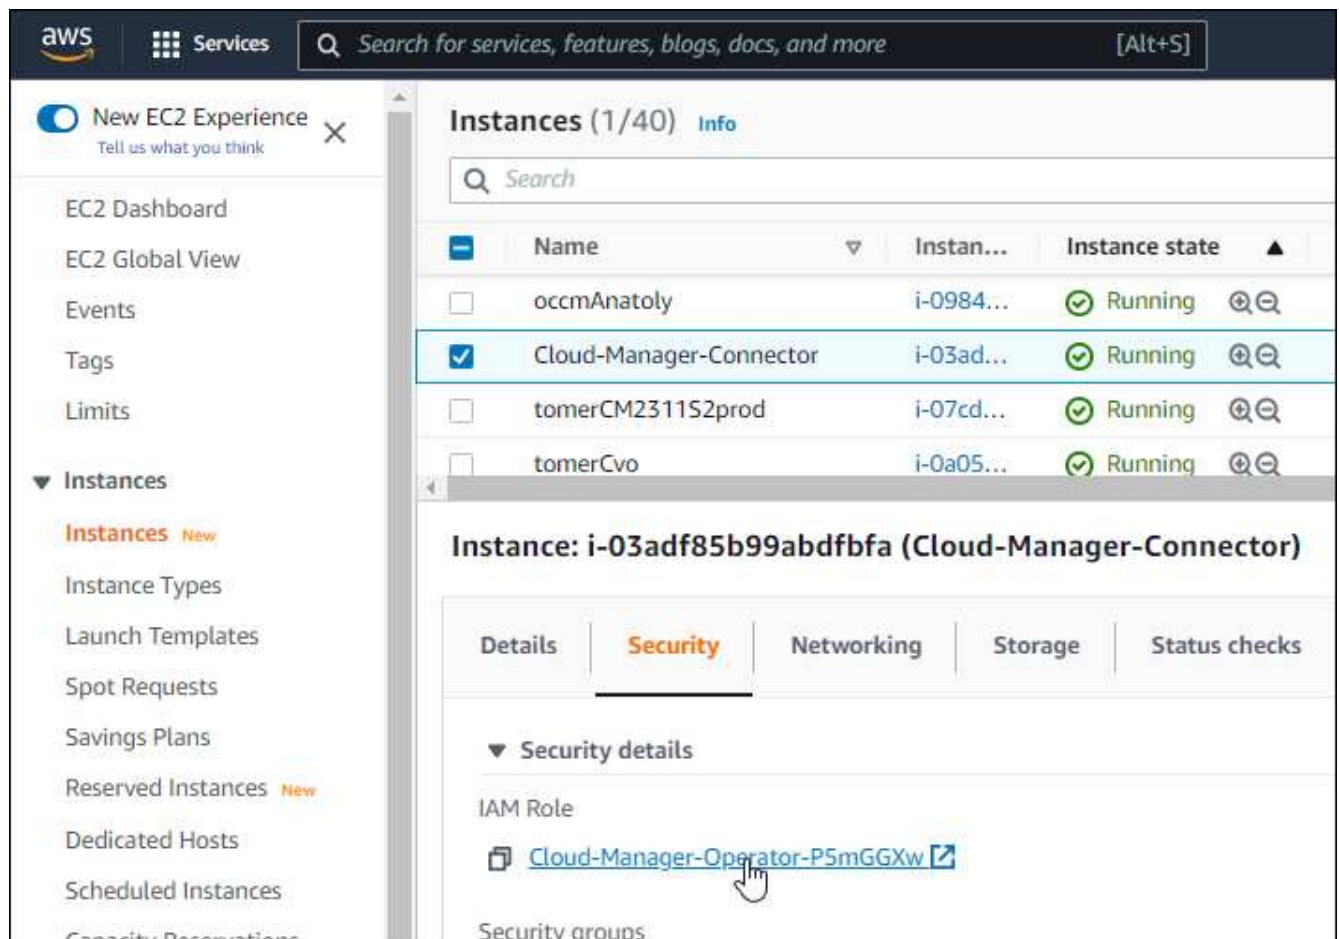 aws
Services
Search for services, features, blogs, docs, and more
[Alt+S]
New EC2 Experience
Tell us what you think
EC2 Dashboard
EC2 Global View
Events
Tags
Limits
Instances
Instances New
Instance Types
Launch Templates
Spot Requests
Savings Plans
Reserved Instances New
Dedicated Hosts
Scheduled Instances
Capacity Reservations
Instances (1/40) Info
Search
Name Instan... Instance state
occmAnatoly i-0984... Running
Cloud-Manager-Connector i-03ad... Running
tomerCM2311S2prod i-07cd... Running
tomerCvo i-0a05... Running
Instance: i-03adf85b99abdfbfa (Cloud-Manager-Connector)
Details Security Networking Storage Status checks
Security details
IAM Role
Cloud-Manager-Operator-P5mGGXw
Security groups